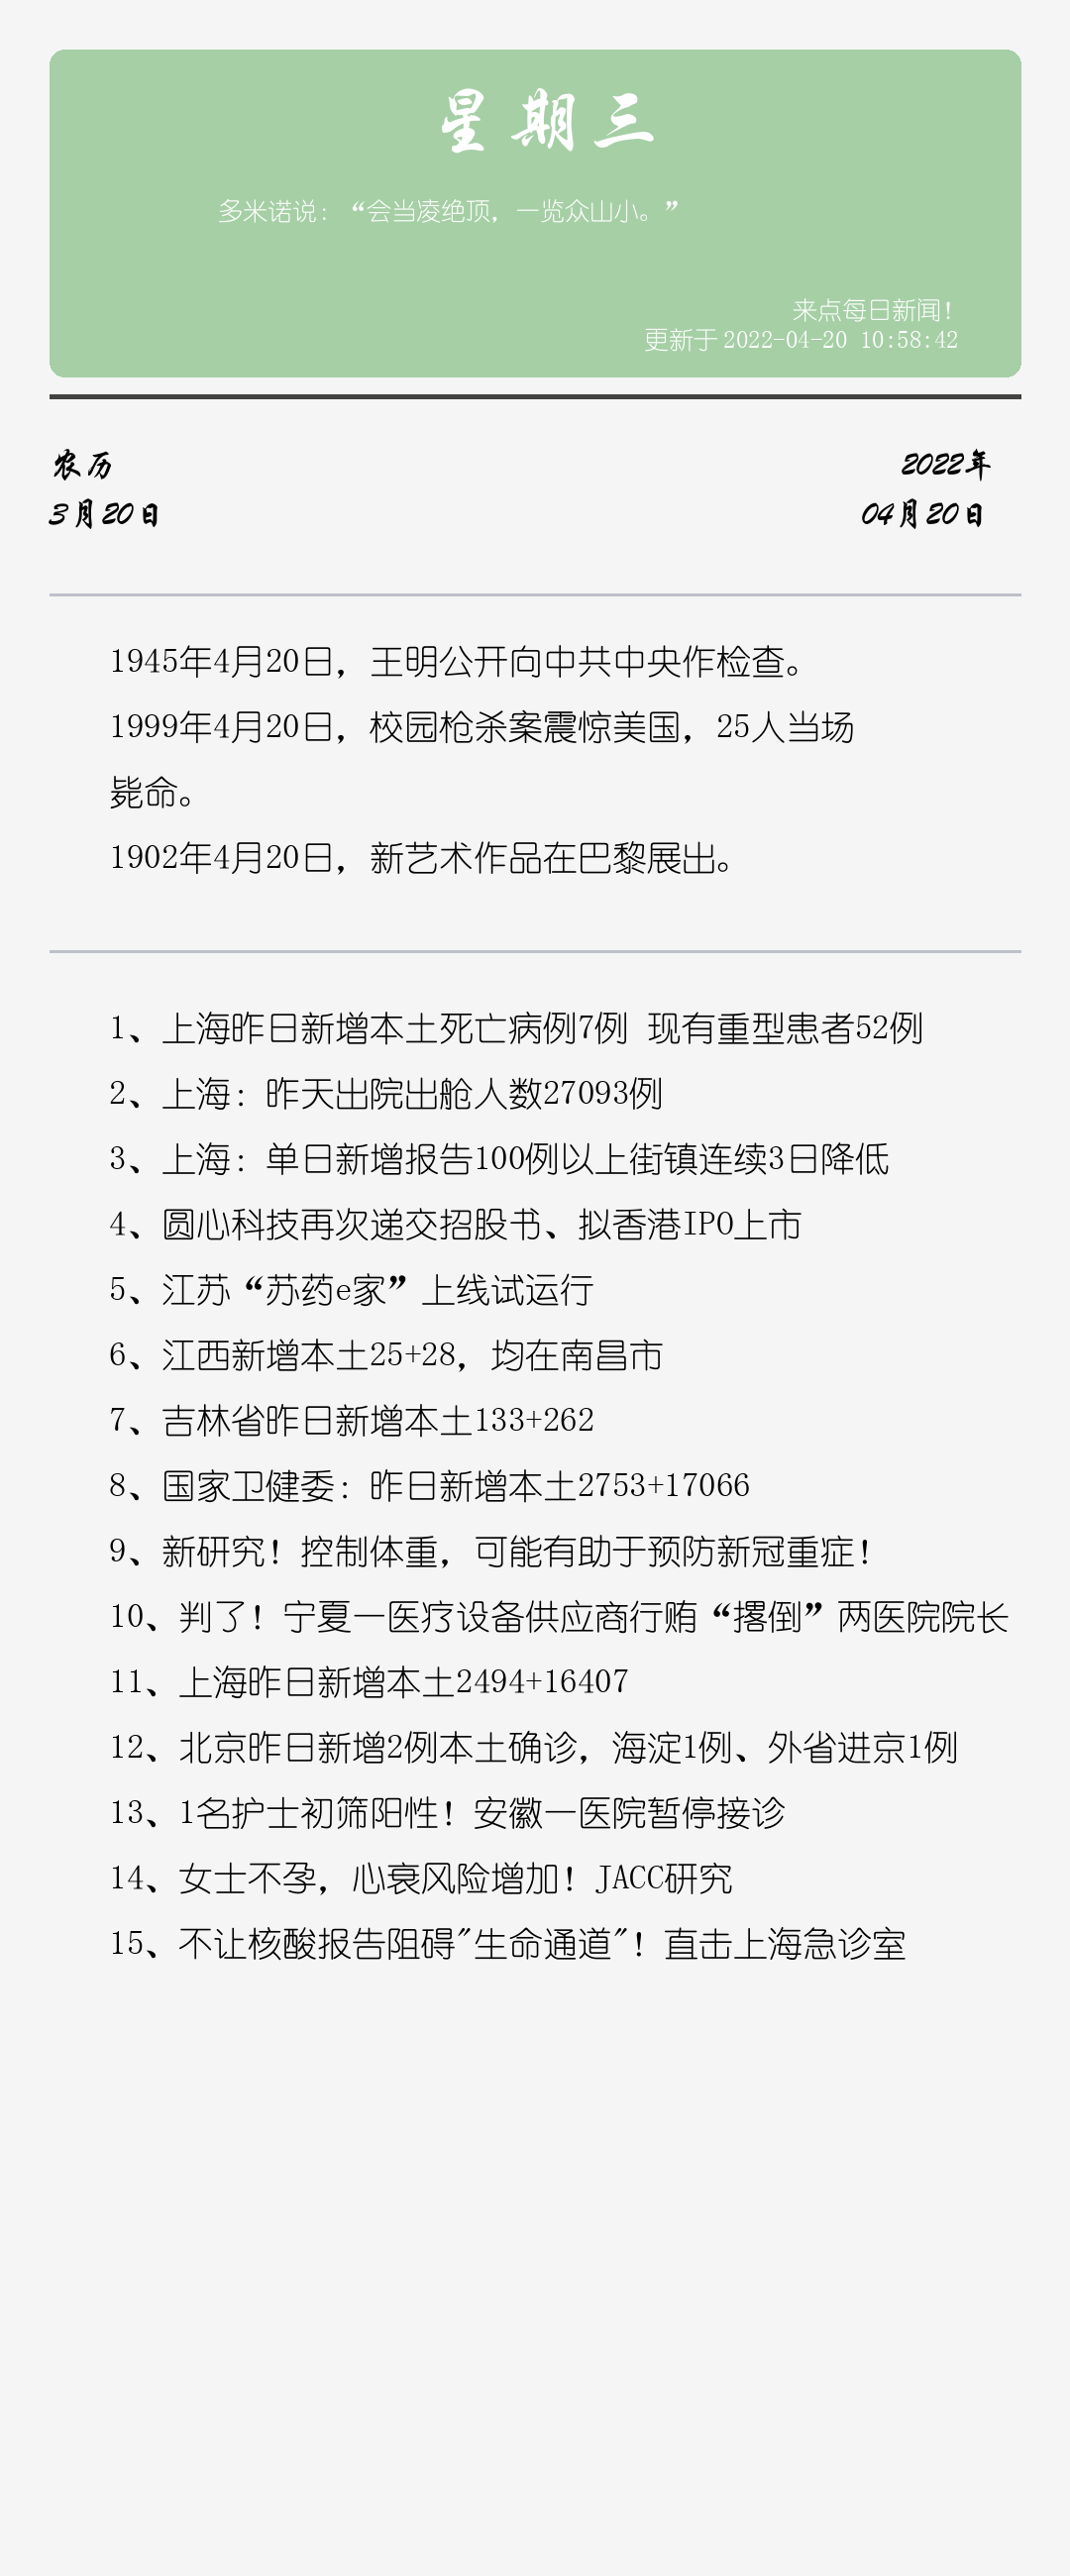 星期三
多米诺说：“会当凌绝顶，一览众山小。”
来点每日新闻！
更新于 2022-04-20 10:58:42
农历
2022年
3月20日
04月20日
1945年4月20日，王明公开向中共中央作检查。
1999年4月20日，校园枪杀案震惊美国，25人当场
毙命。
1902年4月20日，新艺术作品在巴黎展出。
1、上海昨日新增本土死亡病例7例 现有重型患者52例
2、上海：昨天出院出舱人数27093例
3、上海：单日新增报告100例以上街镇连续3日降低
4、圆心科技再次递交招股书、拟香港IPO上市
5、江苏“苏药e家”上线试运行
6、江西新增本土25+28，均在南昌市
7、吉林省昨日新增本土133+262
8、国家卫健委：昨日新增本土2753+17066
9、新研究！控制体重，可能有助于预防新冠重症！
10、判了！宁夏一医疗设备供应商行贿“撂倒”两医院院长
11、上海昨日新增本土2494+16407
12、北京昨日新增2例本土确诊，海淀1例、外省进京1例
13、1名护士初筛阳性！安徽一医院暂停接诊
14、女士不孕，心衰风险增加！JACC研究
15、不让核酸报告阻碍"生命通道"！直击上海急诊室